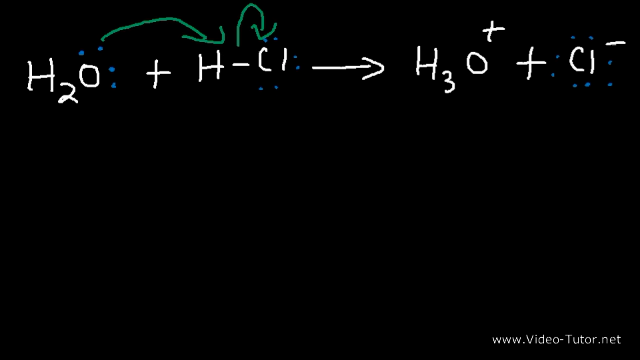 H₂O + H-Cl → H₃O⁺ + Cl⁻
www.Video-Tutor.net